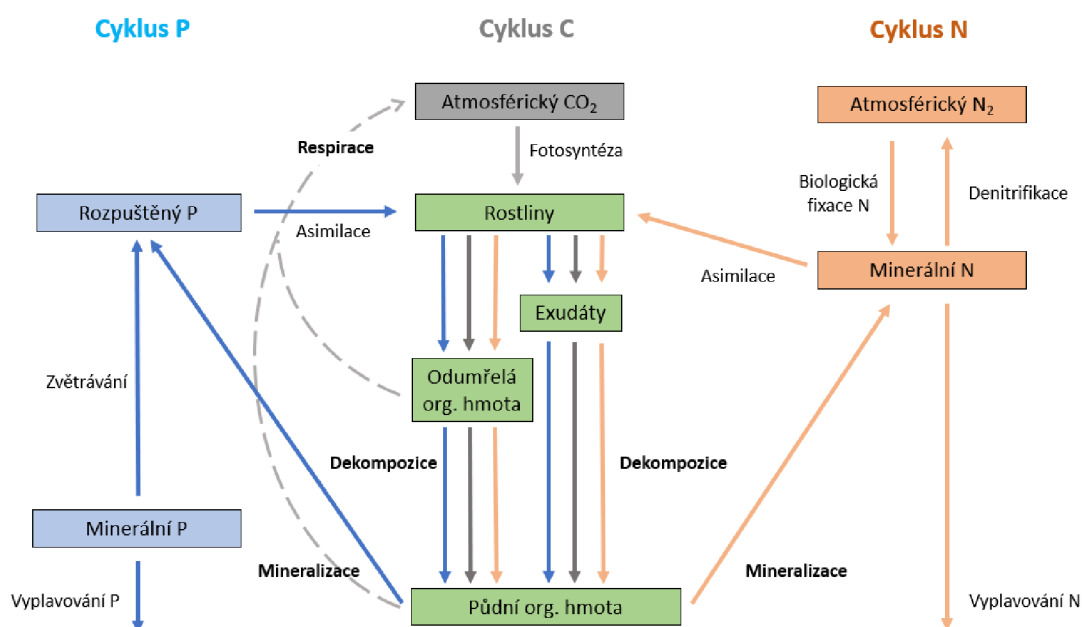 Cyklus P
Cyklus C
Cyklus N
Atmosférický CO₂
Atmosférický N₂
Respirace
Fotosyntéza
Biologická
fixace N
Denitrifikace
Rozpuštěný P
Asimilace
Rostliny
Asimilace
Minerální N
Exudáty
Zvětrávání
Odumřelá
org. hmota
Dekompozice
Dekompozice
Minerální P
Mineralizace
Mineralizace
Vyplavování P
Půdní org. hmota
Vyplavování N